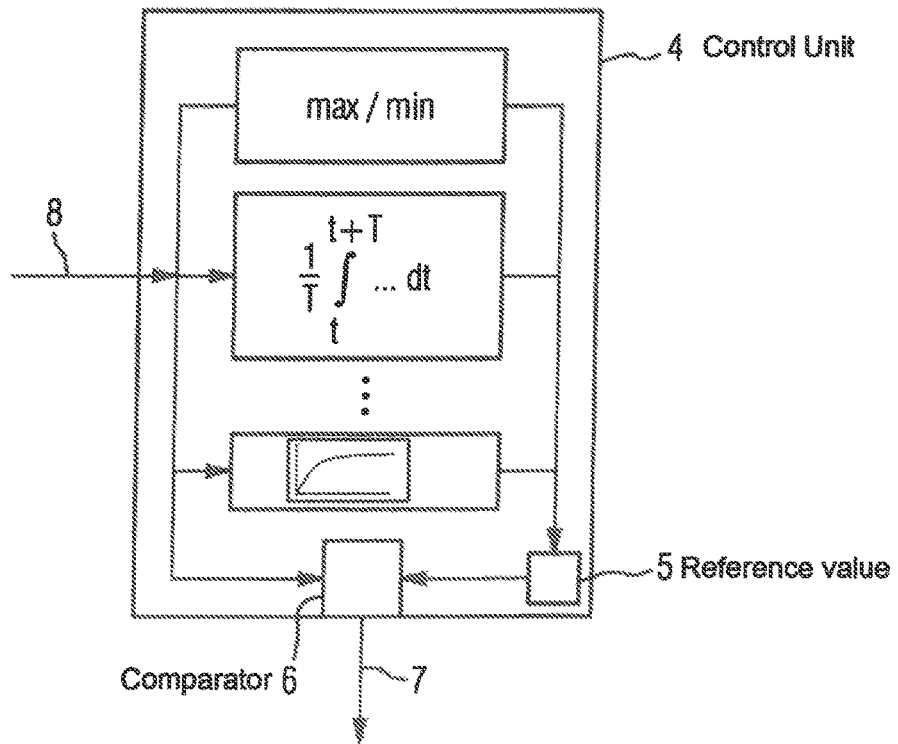 4 Control Unit
max / min
8
1/T ∫ t t+T ... dt
5 Reference value
Comparator 6
7